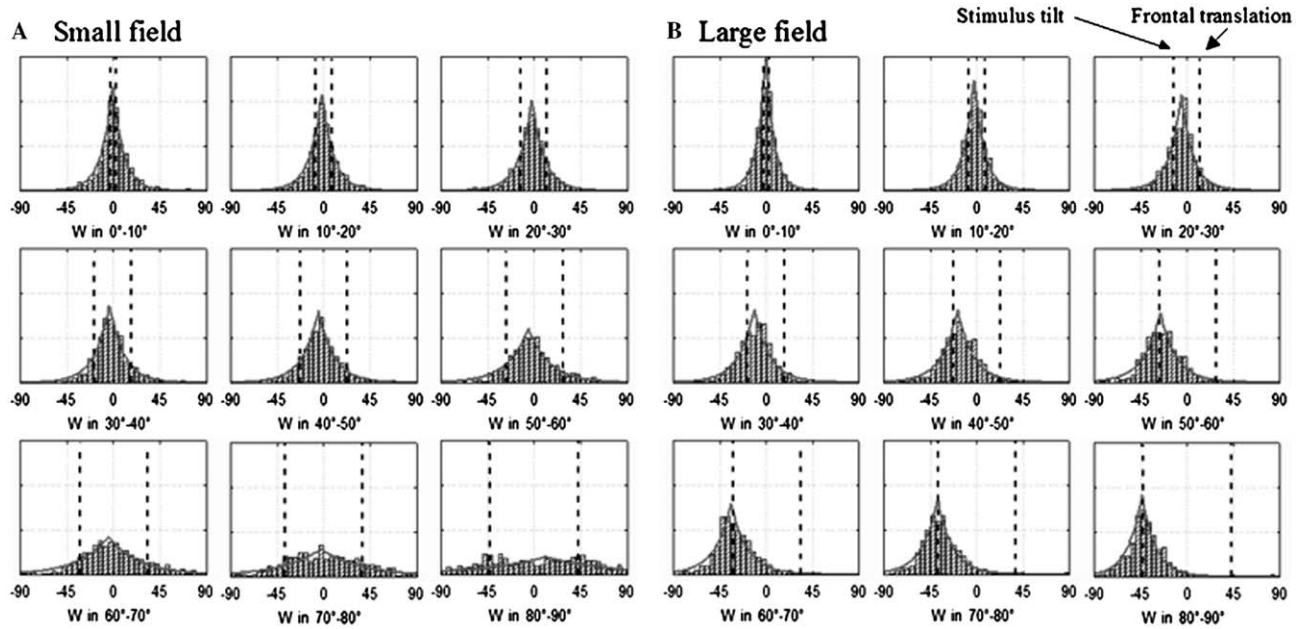 Stimulus tilt Frontal translation
A Small field B Large field
-90 -45 0 45 90 -90 -45 0 45 90 -90 -45 0 45 90 -90 -45 0 45 90 -90 -45 0 45 90 -90 -45 0 45 90
W in 0°-10° W in 10°-20° W in 20°-30° W in 0°-10° W in 10°-20° W in 20°-30°
-90 -45 0 45 90 -90 -45 0 45 90 -90 -45 0 45 90 -90 -45 0 45 90 -90 -45 0 45 90 -90 -45 0 45 90
W in 30°-40° W in 40°-50° W in 50°-60° W in 30°-40° W in 40°-50° W in 50°-60°
-90 -45 0 45 90 -90 -45 0 45 90 -90 -45 0 45 90 -90 -45 0 45 90 -90 -45 0 45 90 -90 -45 0 45 90
W in 60°-70° W in 70°-80° W in 80°-90° W in 60°-70° W in 70°-80° W in 80°-90°